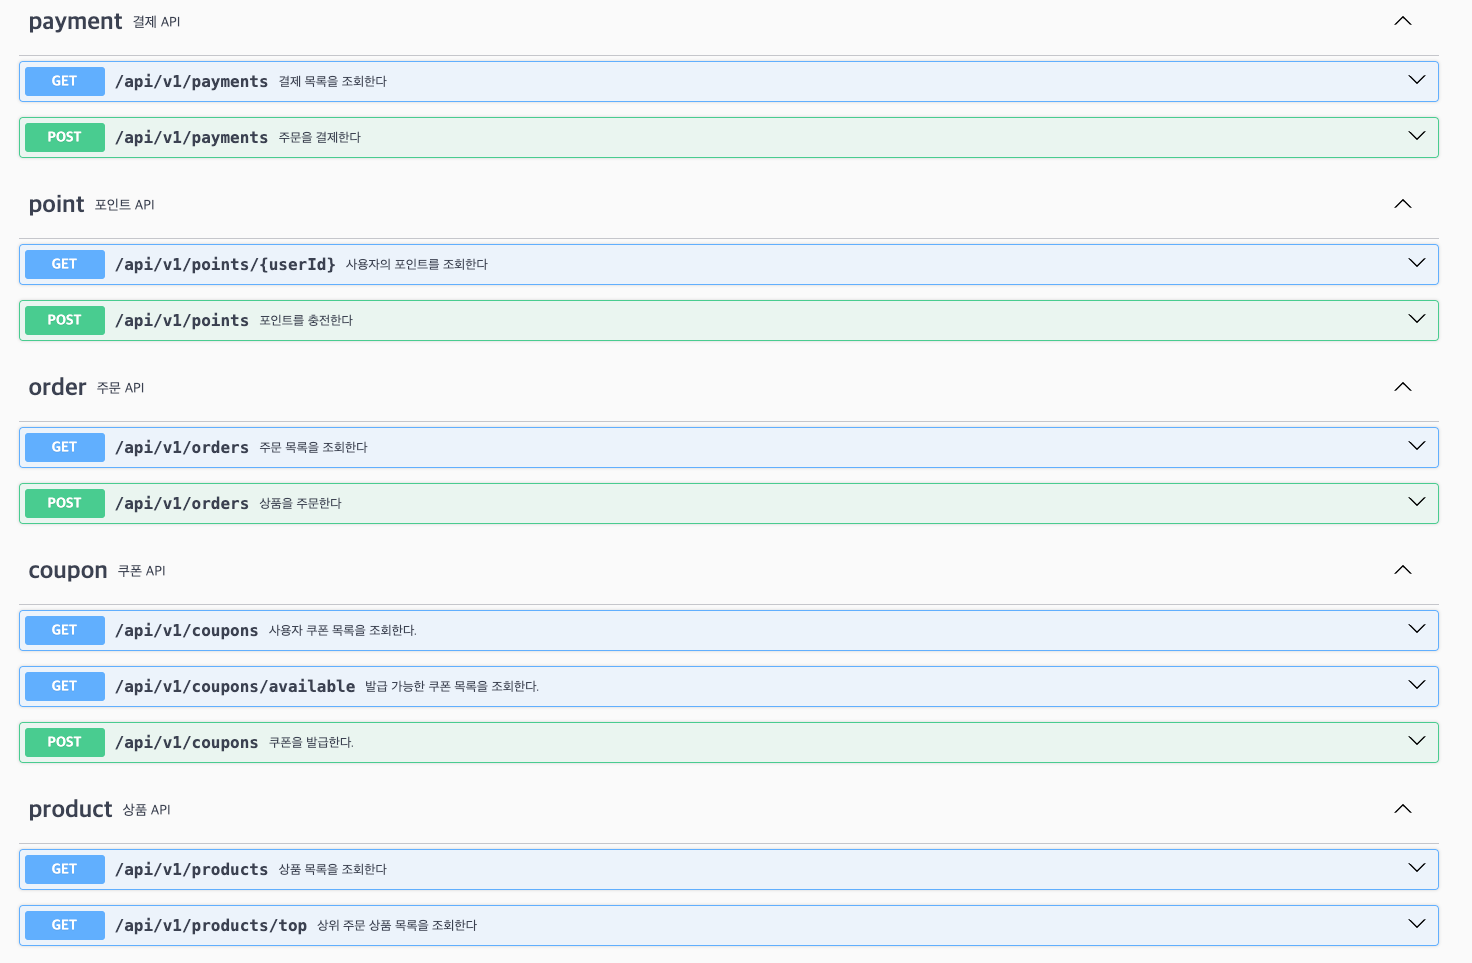 payment 결제 API
GET /api/v1/payments 결제 목록을 조회한다
POST /api/v1/payments 주문을 결제한다
point 포인트 API
GET /api/v1/points/{userId} 사용자의 포인트를 조회한다
POST /api/v1/points 포인트를 충전한다
order 주문 API
GET /api/v1/orders 주문 목록을 조회한다
POST /api/v1/orders 상품을 주문한다
coupon 쿠폰 API
GET /api/v1/coupons 사용자 쿠폰 목록을 조회한다.
GET /api/v1/coupons/available 발급 가능한 쿠폰 목록을 조회한다.
POST /api/v1/coupons 쿠폰을 발급한다.
product 상품 API
GET /api/v1/products 상품 목록을 조회한다
GET /api/v1/products/top 상위 주문 상품 목록을 조회한다